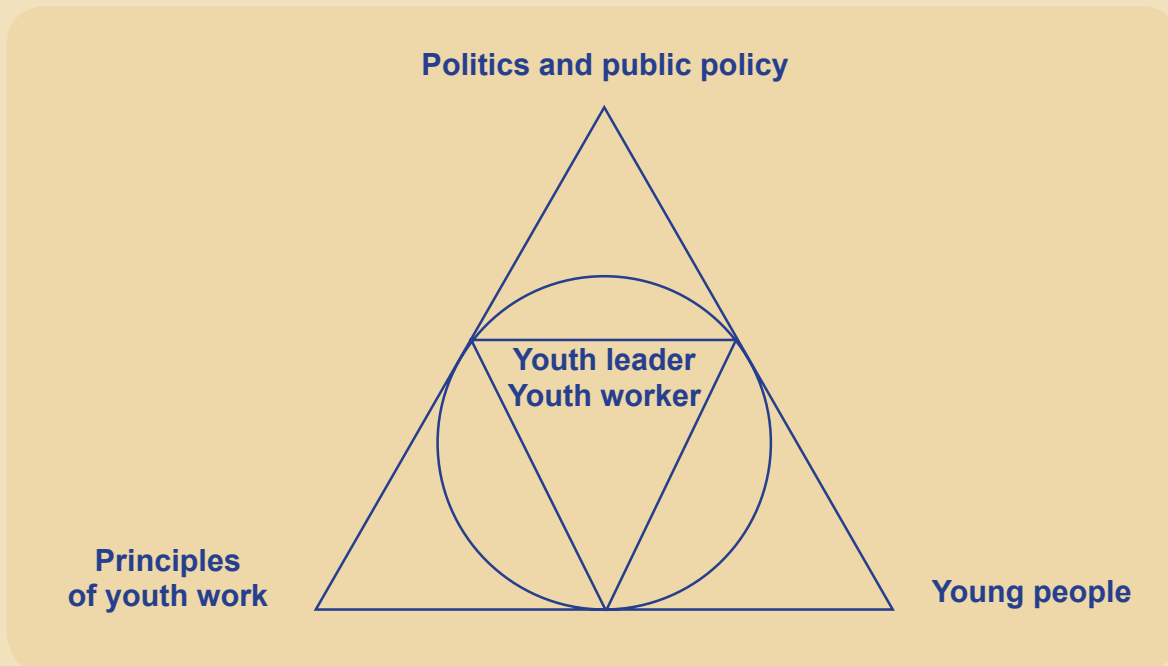 Politics and public policy
Youth leader
Youth worker
Principles
of youth work
Young people